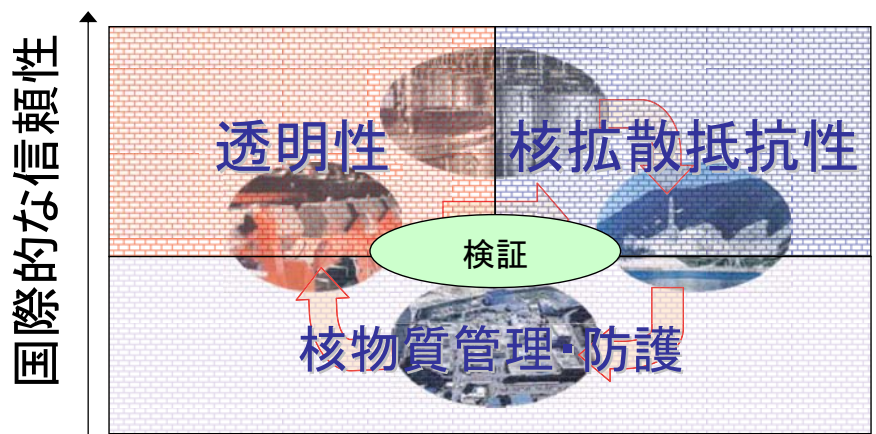 国際的な信頼性
透明性
核拡散抵抗性
検証
核物質管理・防護